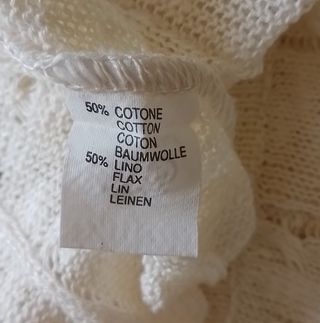 50% COTONE
COTTON
COTON
BAUMWOLLE
50% LINO
FLAX
LIN
LEINEN